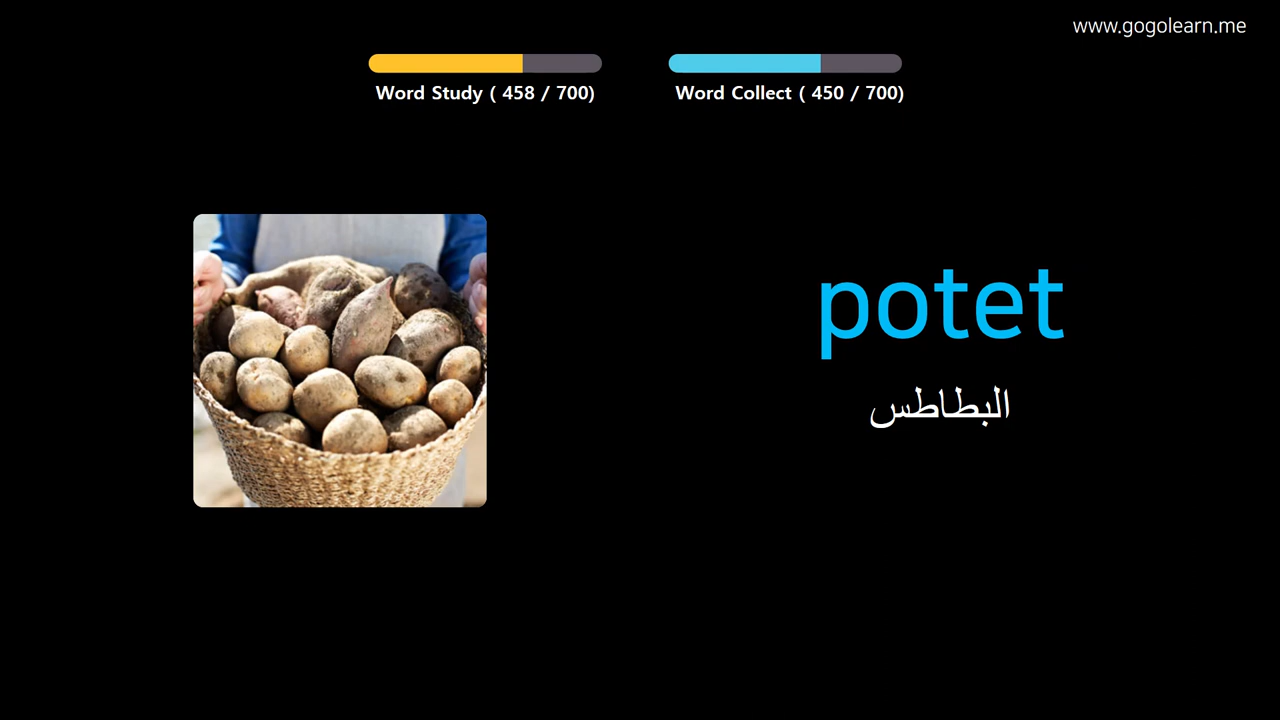 www.gogolearn.me
Word Study ( 458 / 700)
Word Collect ( 450 / 700)
potet
البطاطس